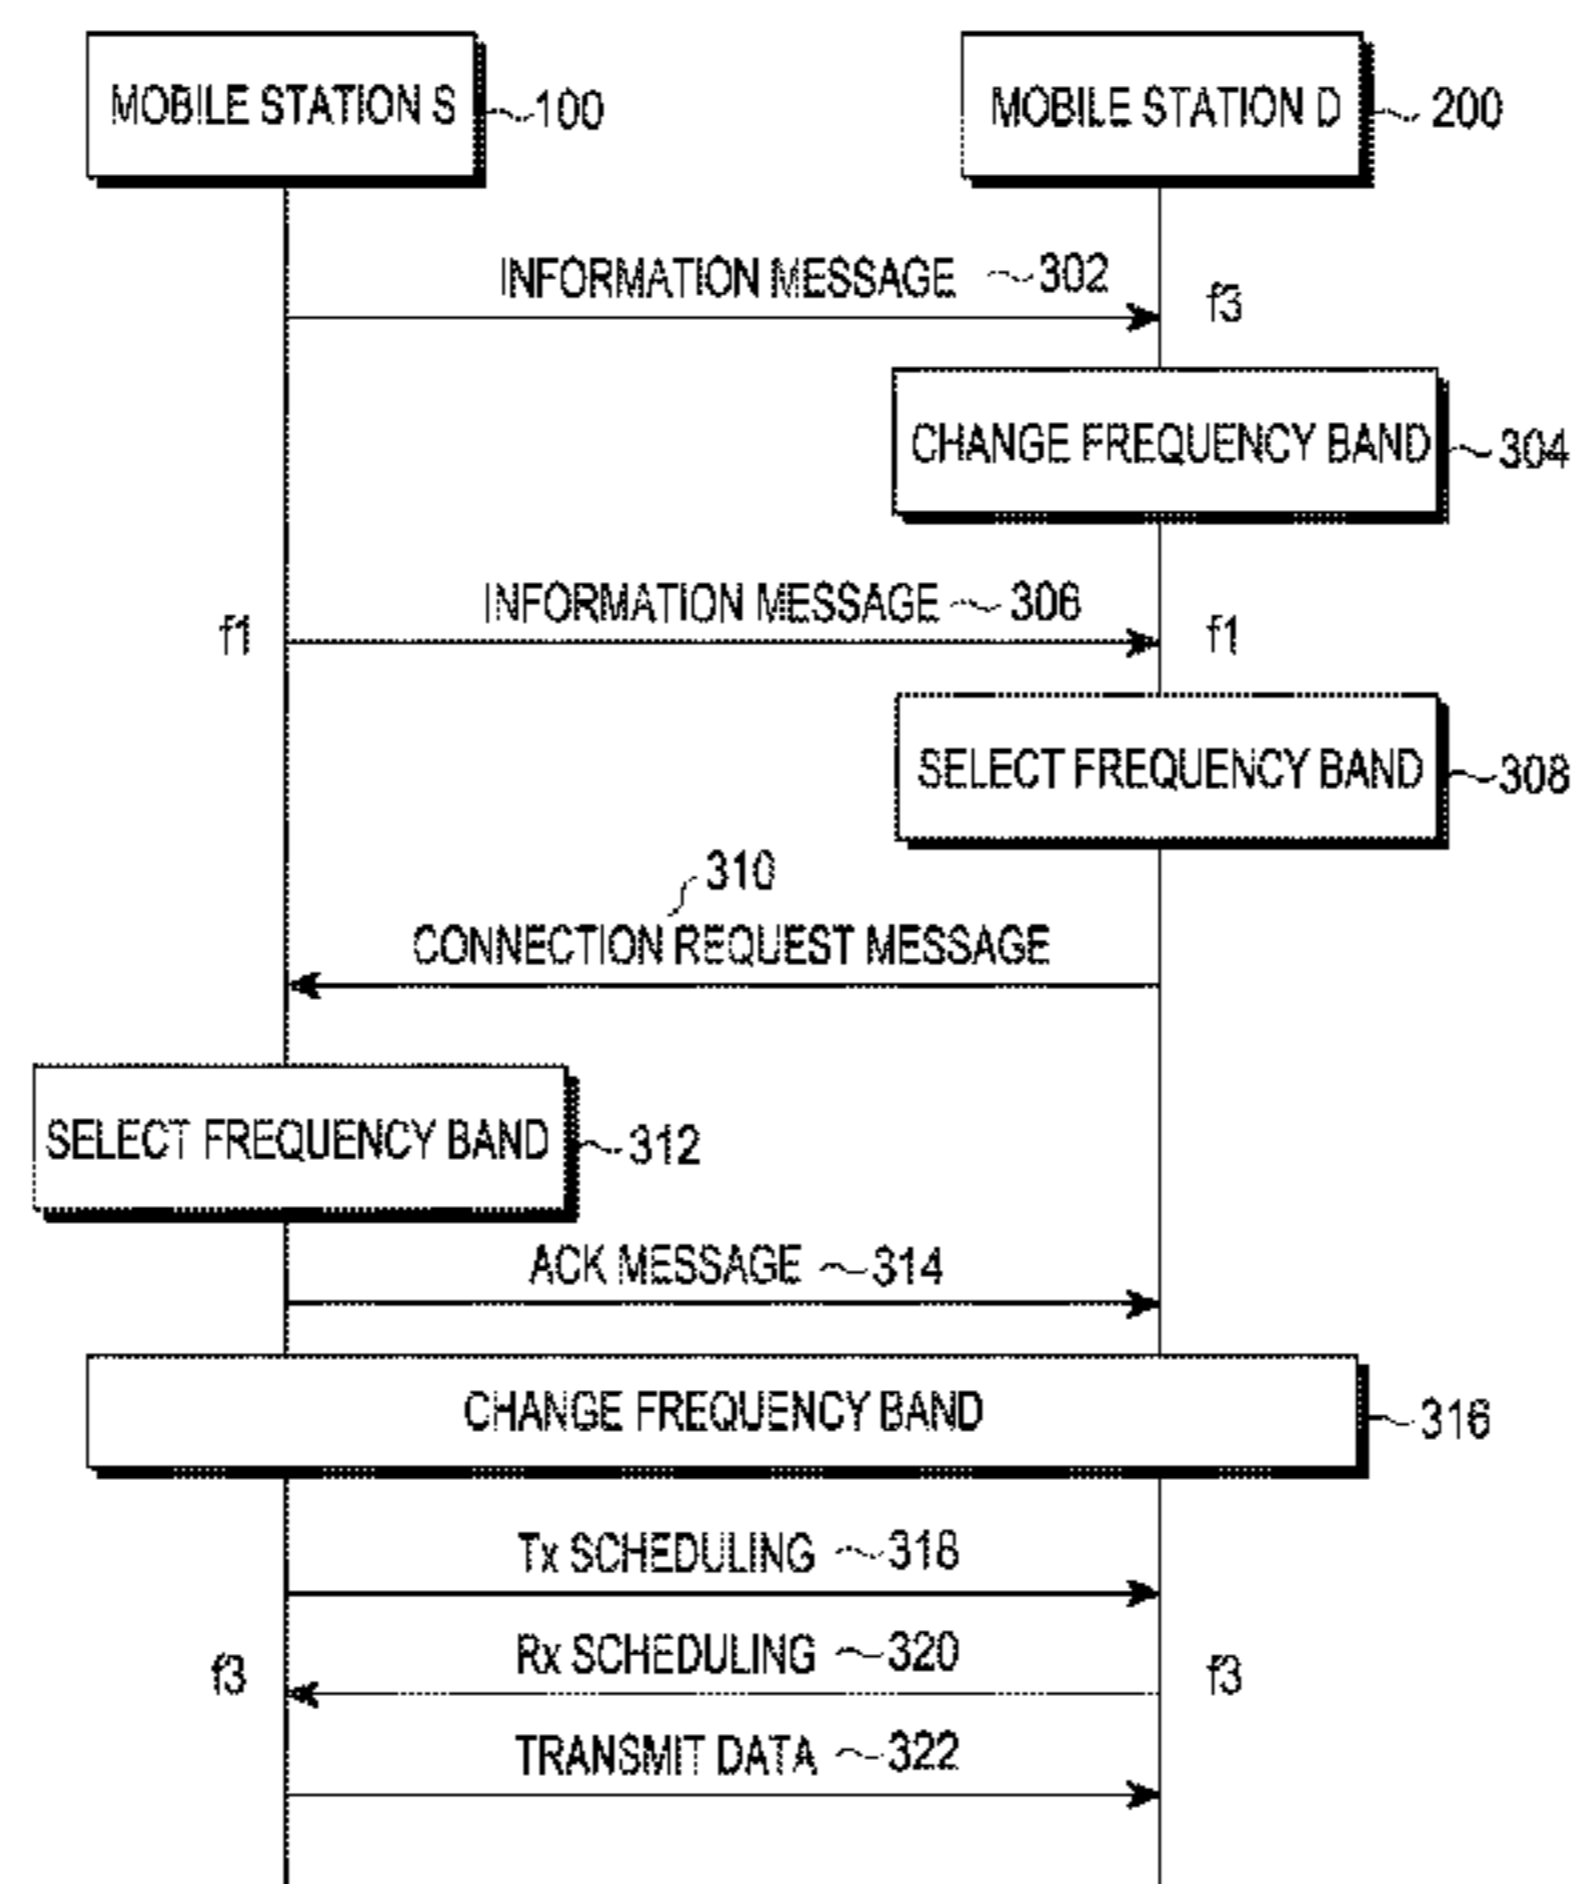 MOBILE STATION S
100
MOBILE STATION D
200
INFORMATION MESSAGE 302
f3
CHANGE FREQUENCY BAND
304
INFORMATION MESSAGE 306
f1
f1
SELECT FREQUENCY BAND
308
310
CONNECTION REQUEST MESSAGE
SELECT FREQUENCY BAND
312
ACK MESSAGE 314
CHANGE FREQUENCY BAND
316
Tx SCHEDULING 318
Rx SCHEDULING 320
f3
f3
TRANSMIT DATA 322